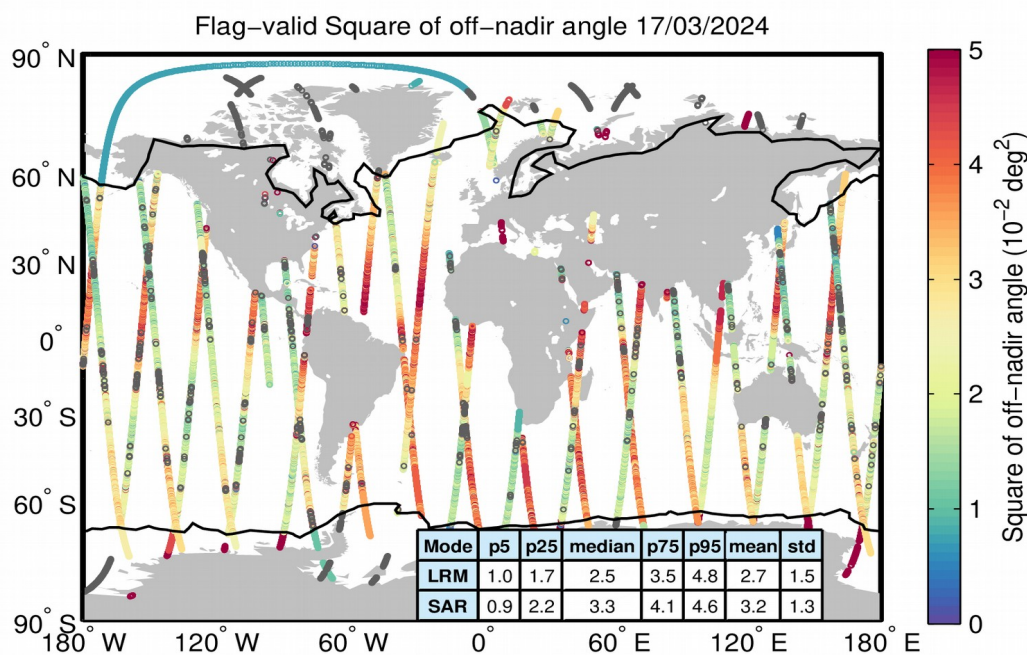 Flag−valid Square of off−nadir angle 17/03/2024
90° N
60° N
30° N
0°
30° S
60° S
90° S
180° W
120° W
60° W
0°
60° E
120° E
180° E
Mode p5 p25 median p75 p95 mean std
LRM 1.0 1.7 2.5 3.5 4.8 2.7 1.5
SAR 0.9 2.2 3.3 4.1 4.6 3.2 1.3
5
4
3
2
1
0
Square of off−nadir angle (10⁻² deg²)